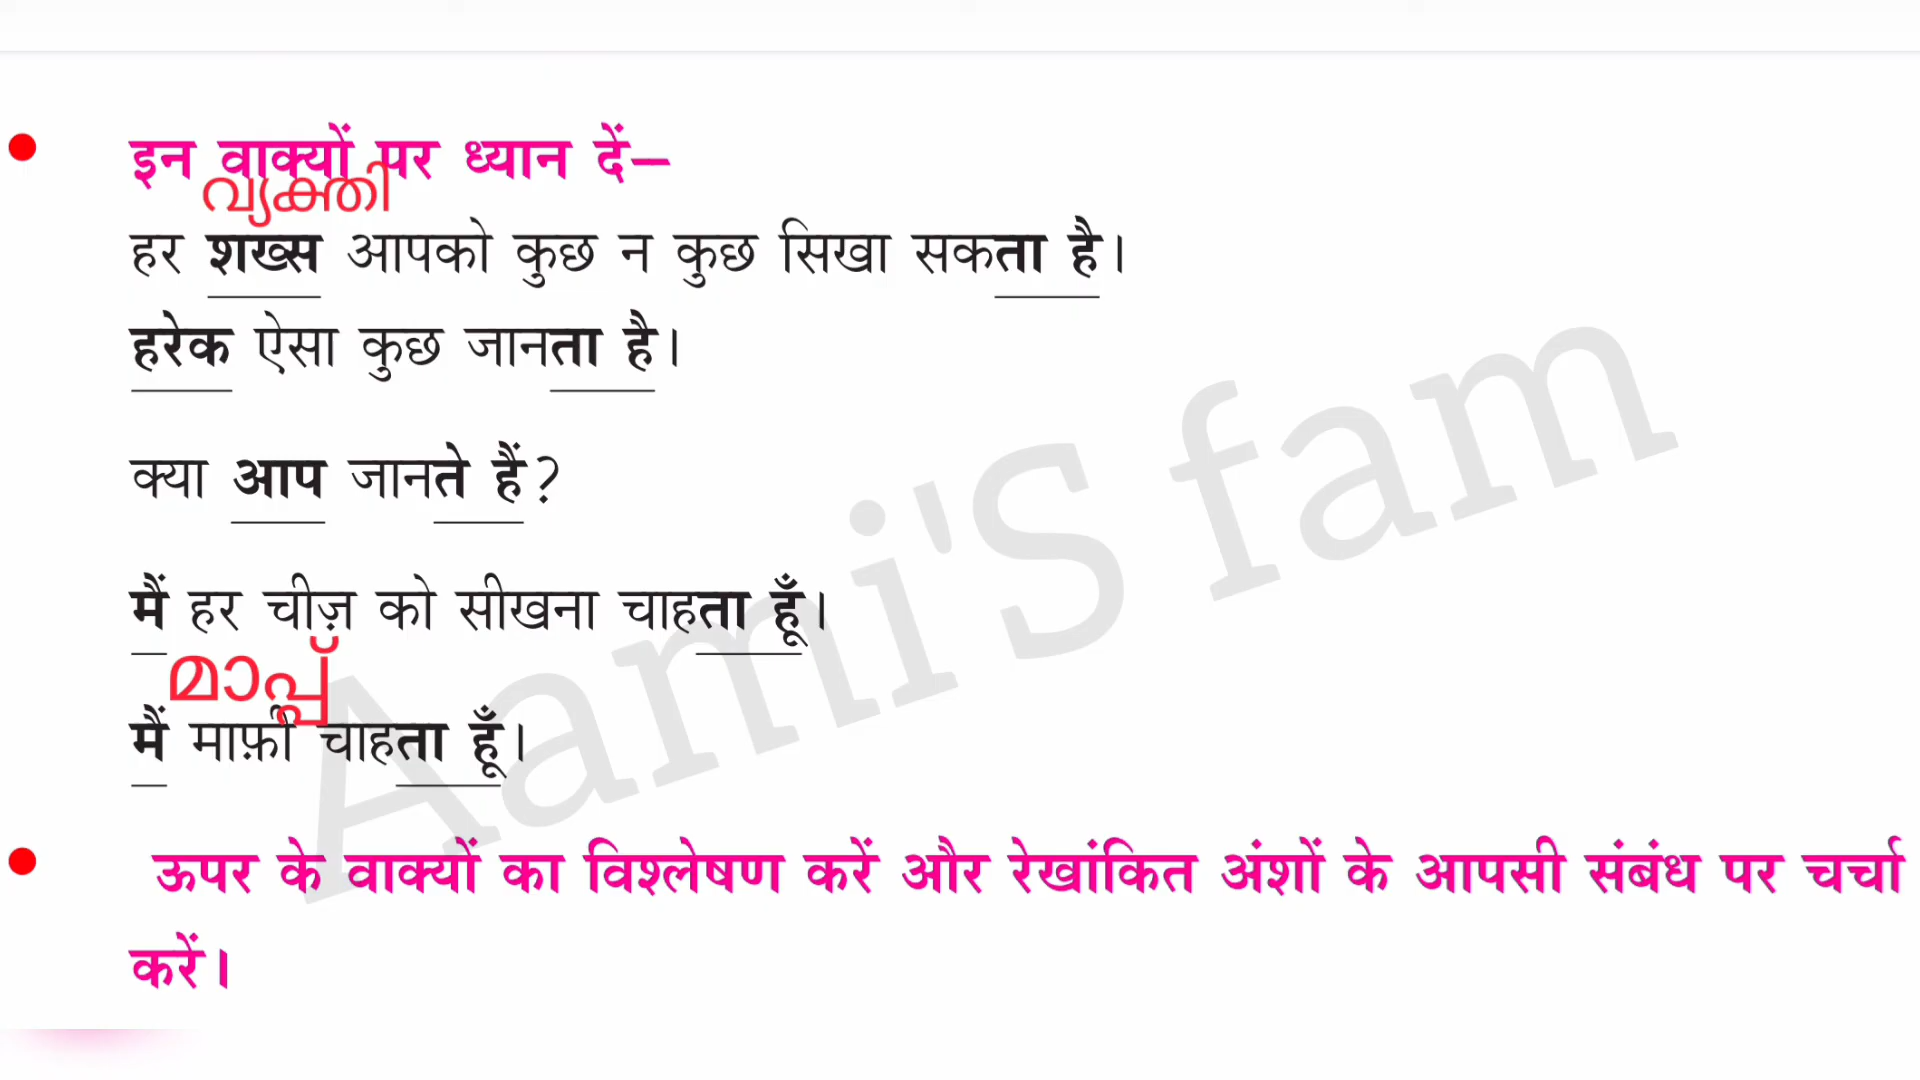 इन वाक्यों पर ध्यान दें—
വ്യക്തി
हर शख्स आपको कुछ न कुछ सिखा सकता है।
हरेक ऐसा कुछ जानता है।
क्या आप जानते हैं?
मैं हर चीज़ को सीखना चाहता हूँ।
മാപ്പ്
मैं माफ़ी चाहता हूँ।
Aami'S fam
ऊपर के वाक्यों का विश्लेषण करें और रेखांकित अंशों के आपसी संबंध पर चर्चा
करें।